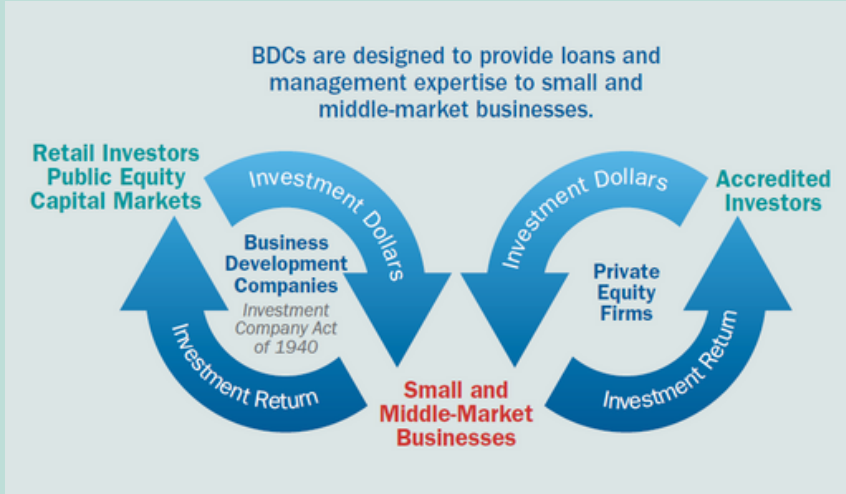 BDCs are designed to provide loans and
management expertise to small and
middle-market businesses.
Retail Investors
Public Equity
Capital Markets
Investment Dollars
Business
Development
Companies
Investment
Company Act
of 1940
Investment Return
Small and
Middle-Market
Businesses
Investment Dollars
Private
Equity
Firms
Investment Return
Accredited
Investors